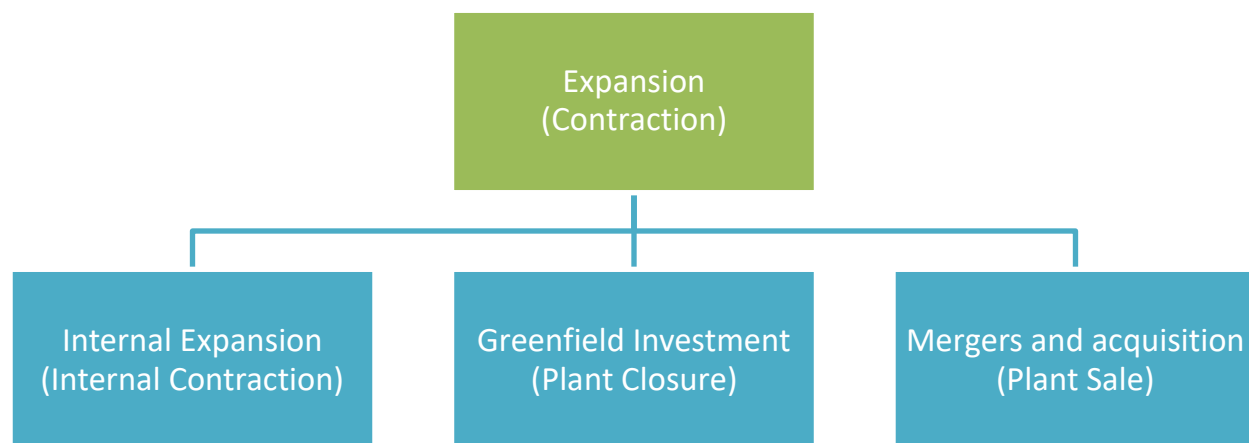 Expansion
(Contraction)
Internal Expansion
(Internal Contraction)
Greenfield Investment
(Plant Closure)
Mergers and acquisition
(Plant Sale)